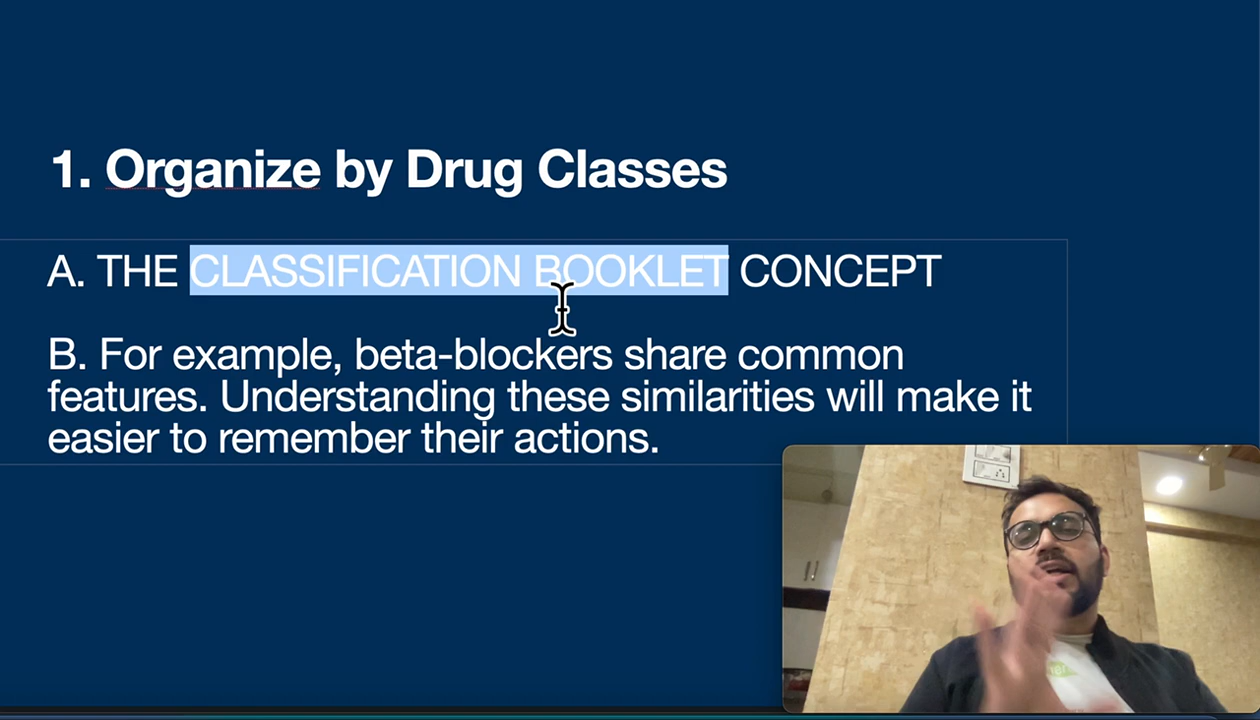 1. Organize by Drug Classes
A. THE CLASSIFICATION BOOKLET CONCEPT
B. For example, beta-blockers share common
features. Understanding these similarities will make it
easier to remember their actions.